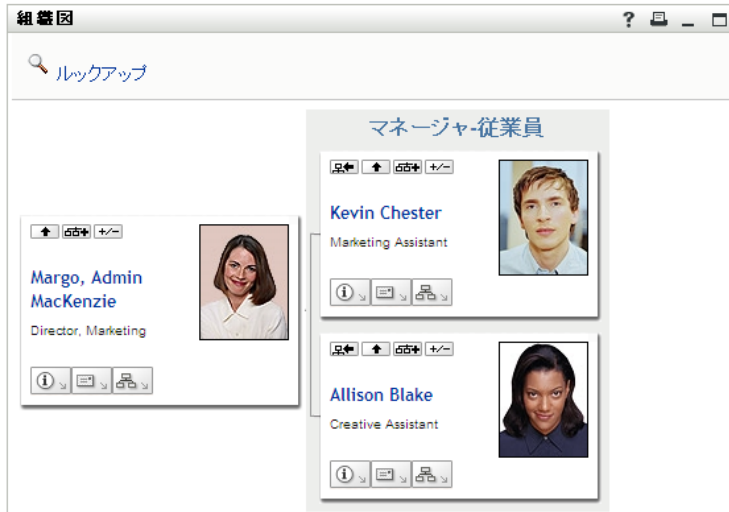 組織図
?
ルックアップ
マネージャ-従業員
+/-
Kevin Chester
Marketing Assistant
+/-
Margo, Admin
MacKenzie
Director, Marketing
+/-
Allison Blake
Creative Assistant